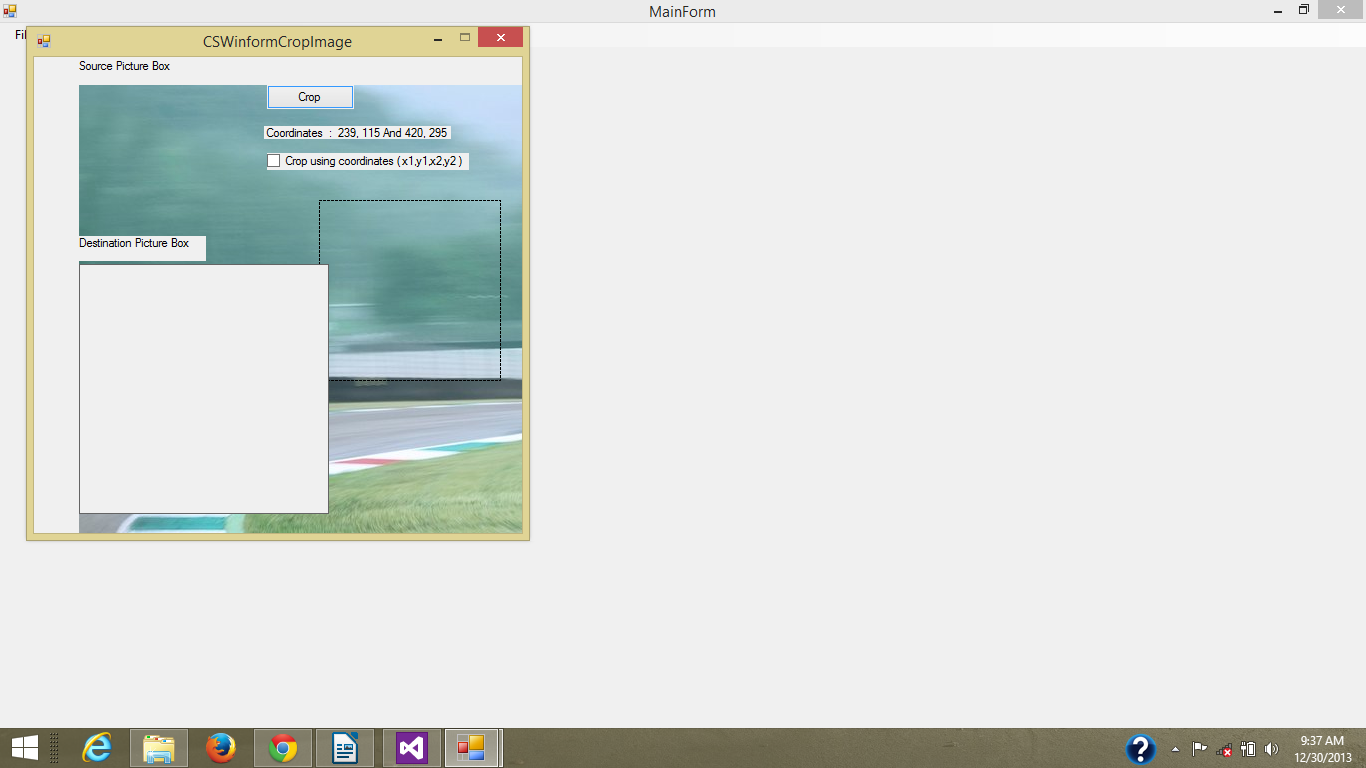 MainForm
Fil
CSWinformCropImage
Source Picture Box
Crop
Coordinates : 239, 115 And 420, 295
Crop using coordinates (x1,y1,x2,y2 )
Destination Picture Box
9:37 AM
12/30/2013